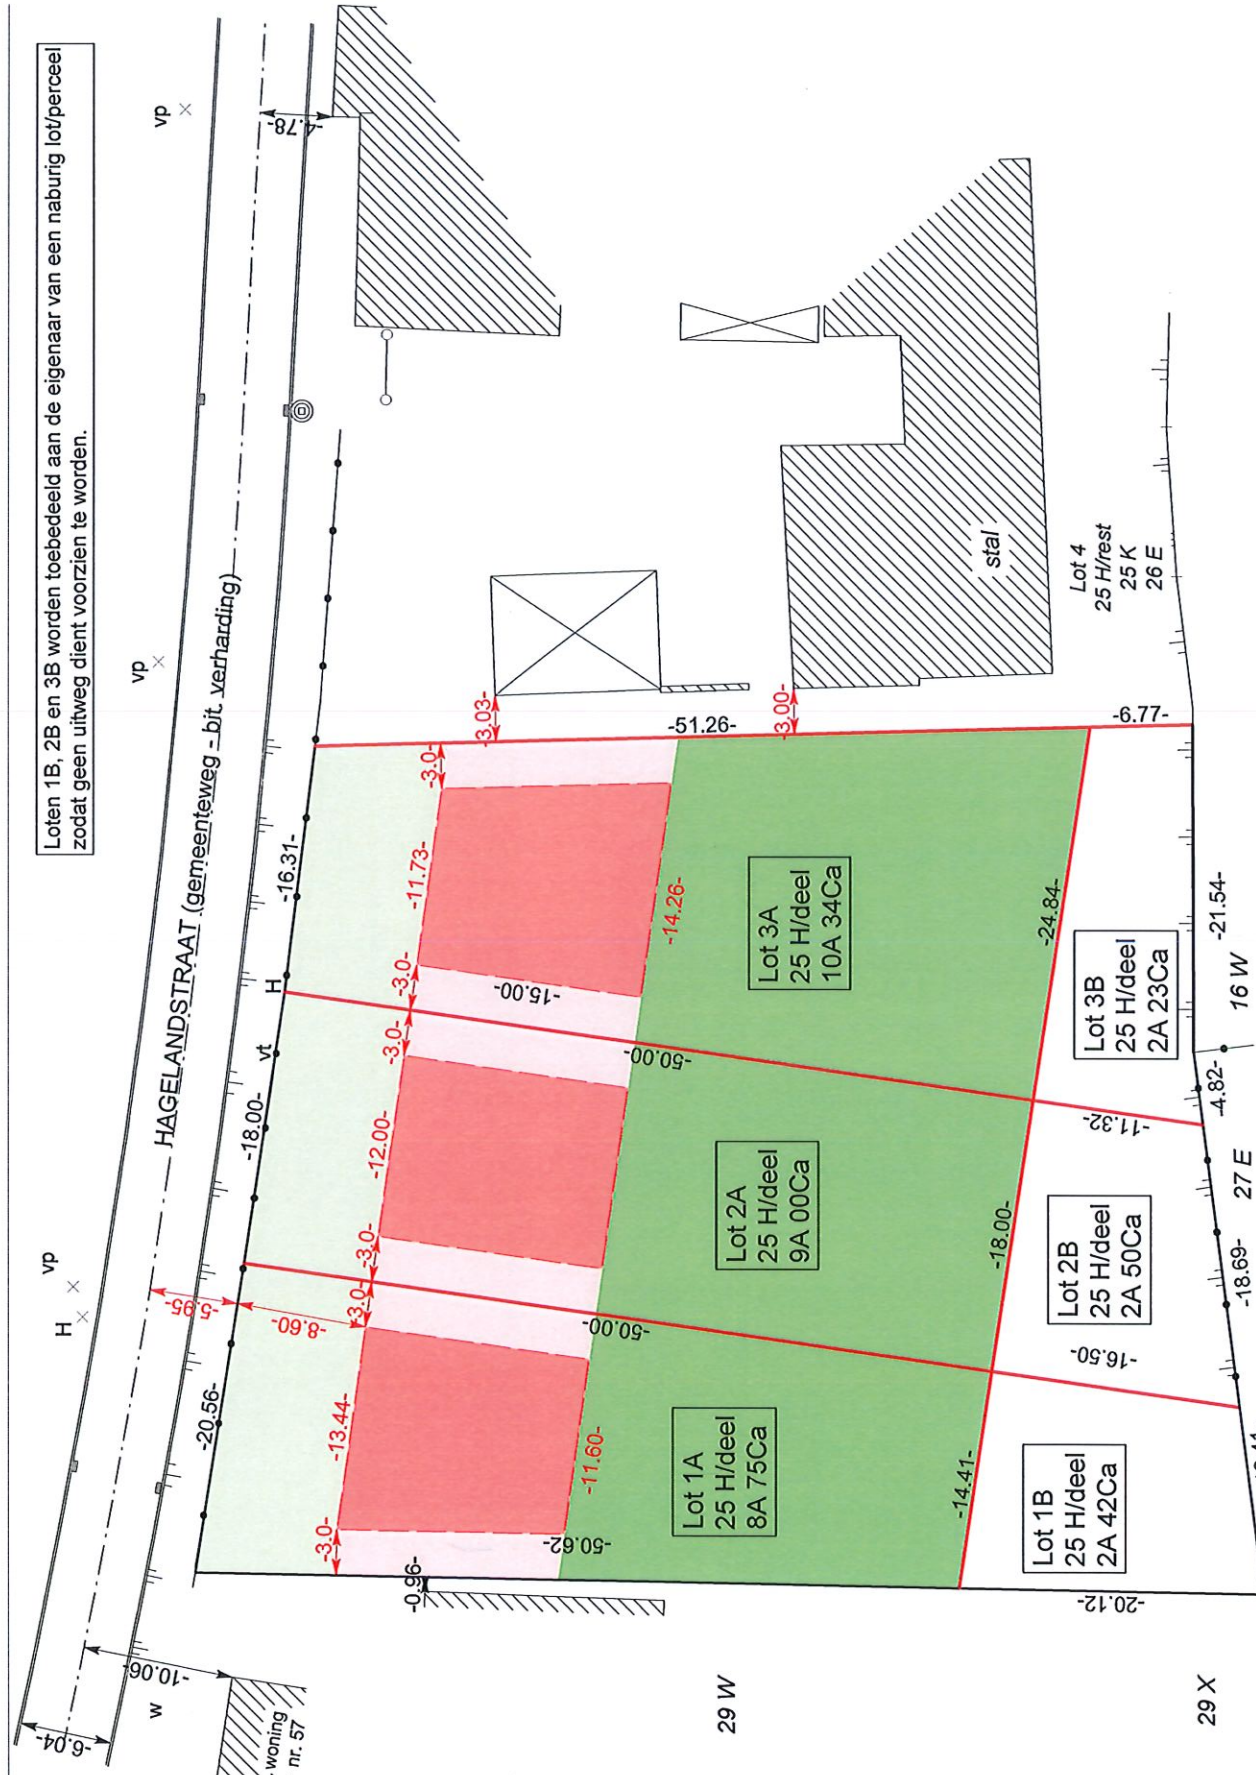 Loten 1B, 2B en 3B worden toebedeeld aan de eigenaar van een naburig lot/perceel
zodat geen uitweg dient voorzien te worden.
HAGELANDSTRAAT (gemeenteweg - bit. verharding)
vp
vp
vp
H
H
vt
w
-6.04-
-10.06-
-5.95-
-8.60-
-4.78-
woning
nr. 57
-20.56-
-18.00-
-16.31-
-3.0-
-13.44-
-3.0-
-3.0-
-12.00-
-3.0-
-3.0-
-11.73-
-3.0-
-3.03-
-3.00-
-15.00-
-0.96-
-11.60-
-14.26-
-50.62-
-50.00-
-50.00-
-51.26-
Lot 1A
25 H/deel
8A 75Ca
Lot 2A
25 H/deel
9A 00Ca
Lot 3A
25 H/deel
10A 34Ca
stal
-14.41-
-18.00-
-24.84-
-6.77-
Lot 4
25 H/rest
25 K
26 E
Lot 1B
25 H/deel
2A 42Ca
Lot 2B
25 H/deel
2A 50Ca
Lot 3B
25 H/deel
2A 23Ca
-20.12-
-16.50-
-11.32-
-18.69-
-4.82-
-21.54-
29 W
29 X
27 E
16 W